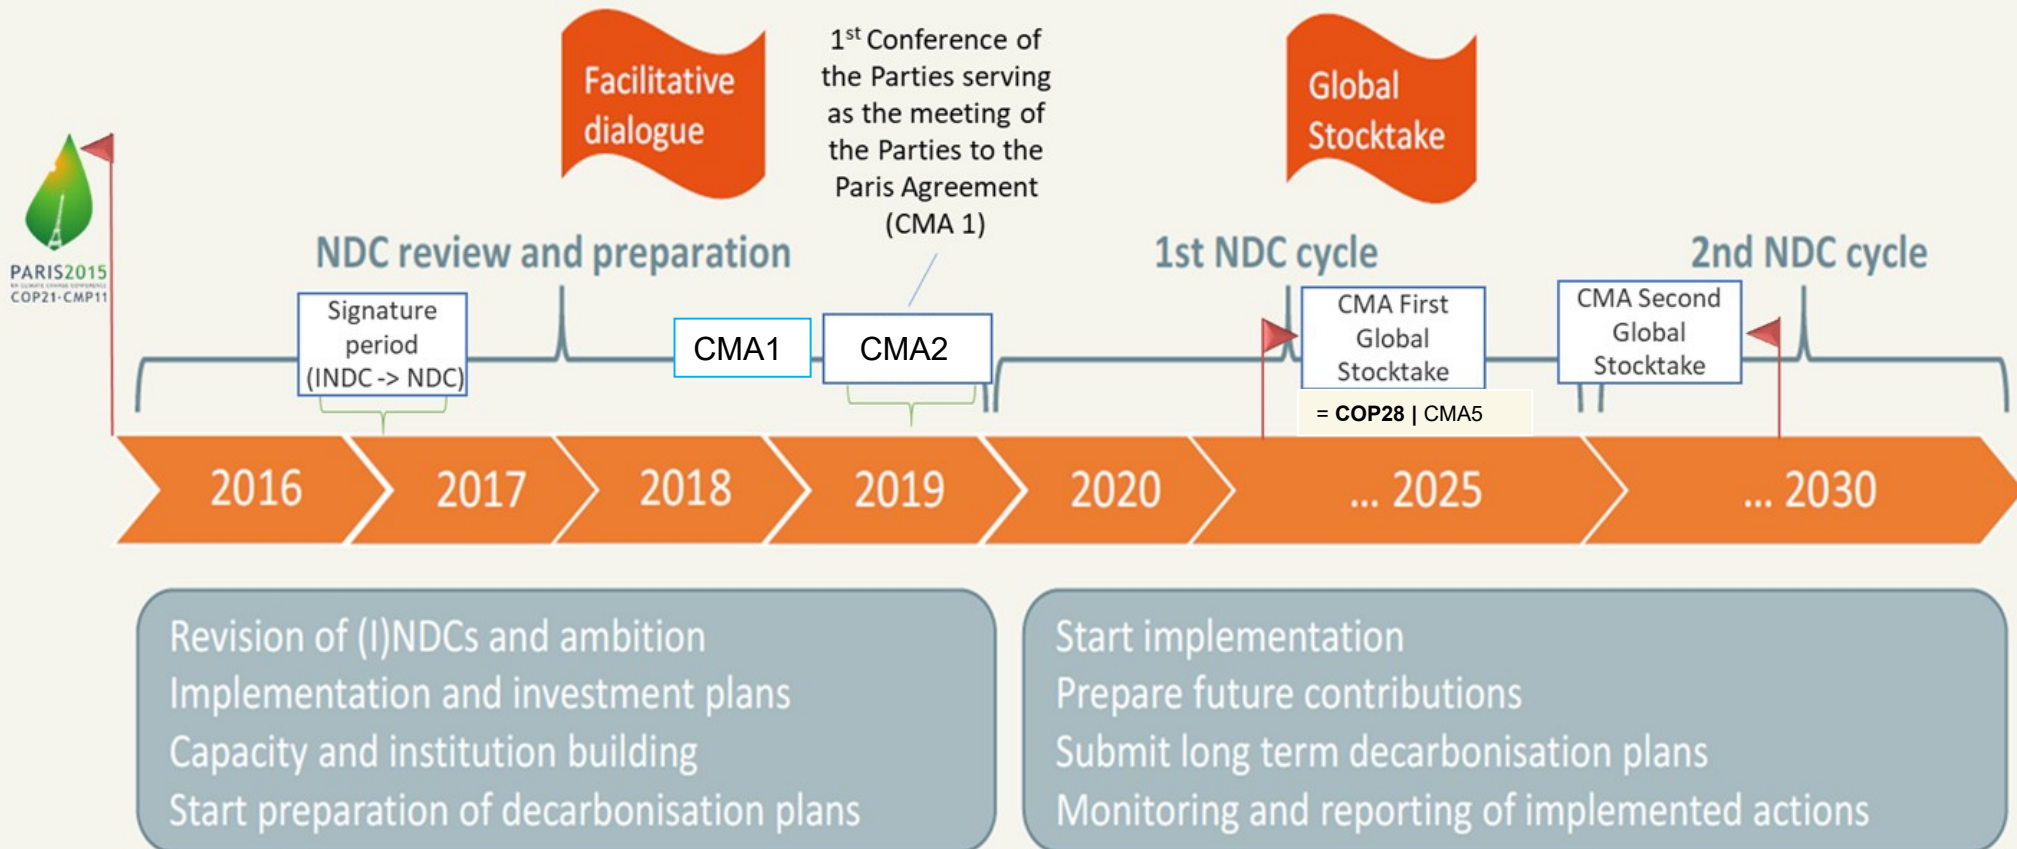 Facilitative
dialogue
1st Conference of
the Parties serving
as the meeting of
the Parties to the
Paris Agreement
(CMA 1)
Global
Stocktake
PARIS2015
UN CLIMATE CHANGE CONFERENCE
COP21·CMP11
NDC review and preparation
1st NDC cycle
2nd NDC cycle
Signature
period
(INDC -> NDC)
CMA1
CMA2
CMA First
Global
Stocktake
= COP28 | CMA5
CMA Second
Global
Stocktake
2016
2017
2018
2019
2020
... 2025
... 2030
Revision of (I)NDCs and ambition
Implementation and investment plans
Capacity and institution building
Start preparation of decarbonisation plans
Start implementation
Prepare future contributions
Submit long term decarbonisation plans
Monitoring and reporting of implemented actions